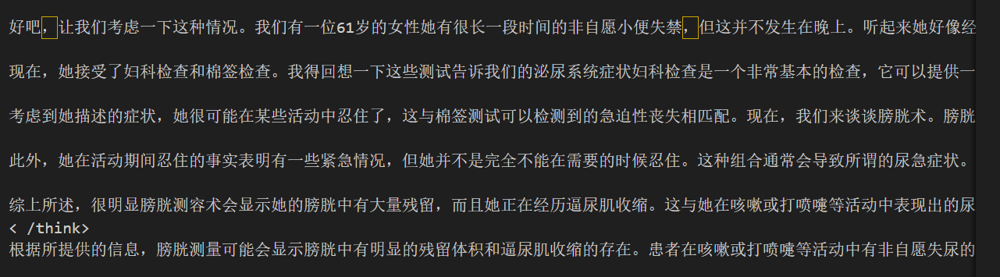 好吧，让我们考虑一下这种情况。我们有一位61岁的女性她有很长一段时间的非自愿小便失禁，但这并不发生在晚上。听起来她好像经
现在，她接受了妇科检查和棉签检查。我得回想一下这些测试告诉我们的泌尿系统症状妇科检查是一个非常基本的检查，它可以提供一
考虑到她描述的症状，她很可能在某些活动中忍住了，这与棉签测试可以检测到的急迫性丧失相匹配。现在，我们来谈谈膀胱术。膀胱
此外，她在活动期间忍住的事实表明有一些紧急情况，但她并不是完全不能在需要的时候忍住。这种组合通常会导致所谓的尿急症状。
综上所述，很明显膀胱测容术会显示她的膀胱中有大量残留，而且她正在经历逼尿肌收缩。这与她在咳嗽或打喷嚏等活动中表现出的尿
< /think>
根据所提供的信息，膀胱测量可能会显示膀胱中有明显的残留体积和逼尿肌收缩的存在。患者在咳嗽或打喷嚏等活动中有非自愿失尿的